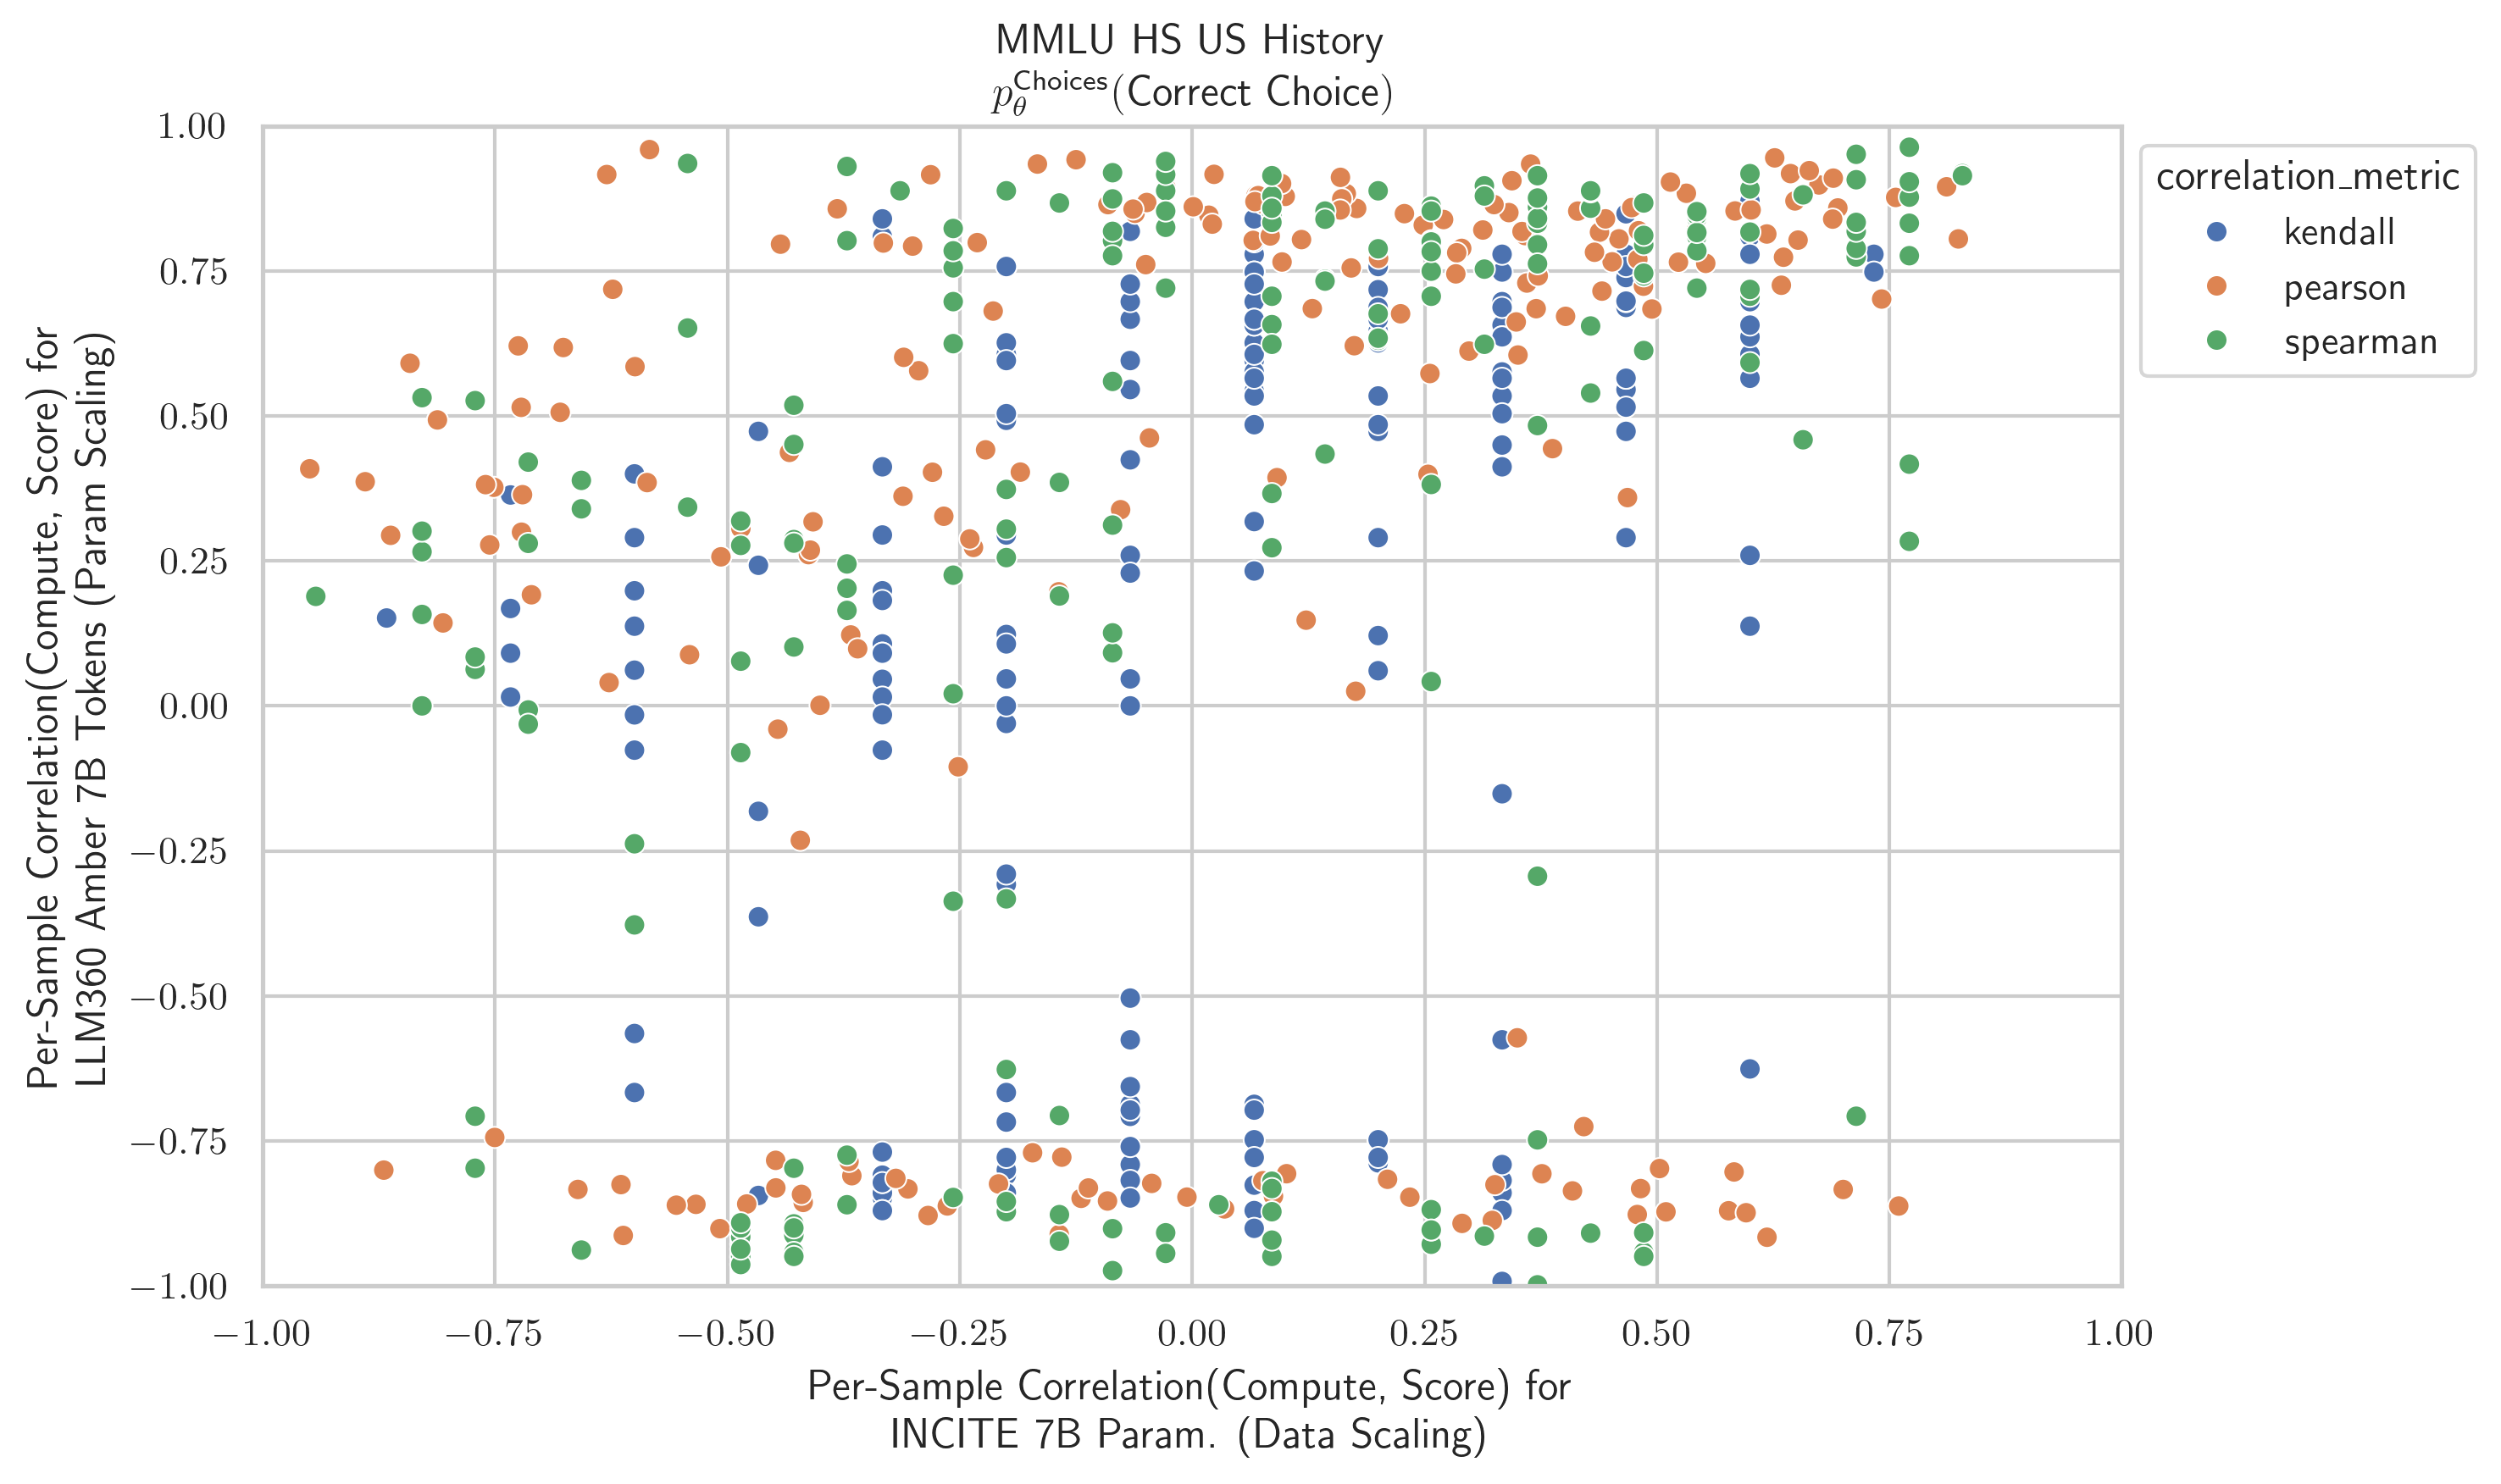 MMLU HS US History
p_θ^Choices(Correct Choice)
1.00
0.75
0.50
0.25
0.00
−0.25
−0.50
−0.75
−1.00
Per-Sample Correlation(Compute, Score) for
LLM360 Amber 7B Tokens (Param Scaling)
−1.00
−0.75
−0.50
−0.25
0.00
0.25
0.50
0.75
1.00
Per-Sample Correlation(Compute, Score) for
INCITE 7B Param. (Data Scaling)
correlation_metric
kendall
pearson
spearman